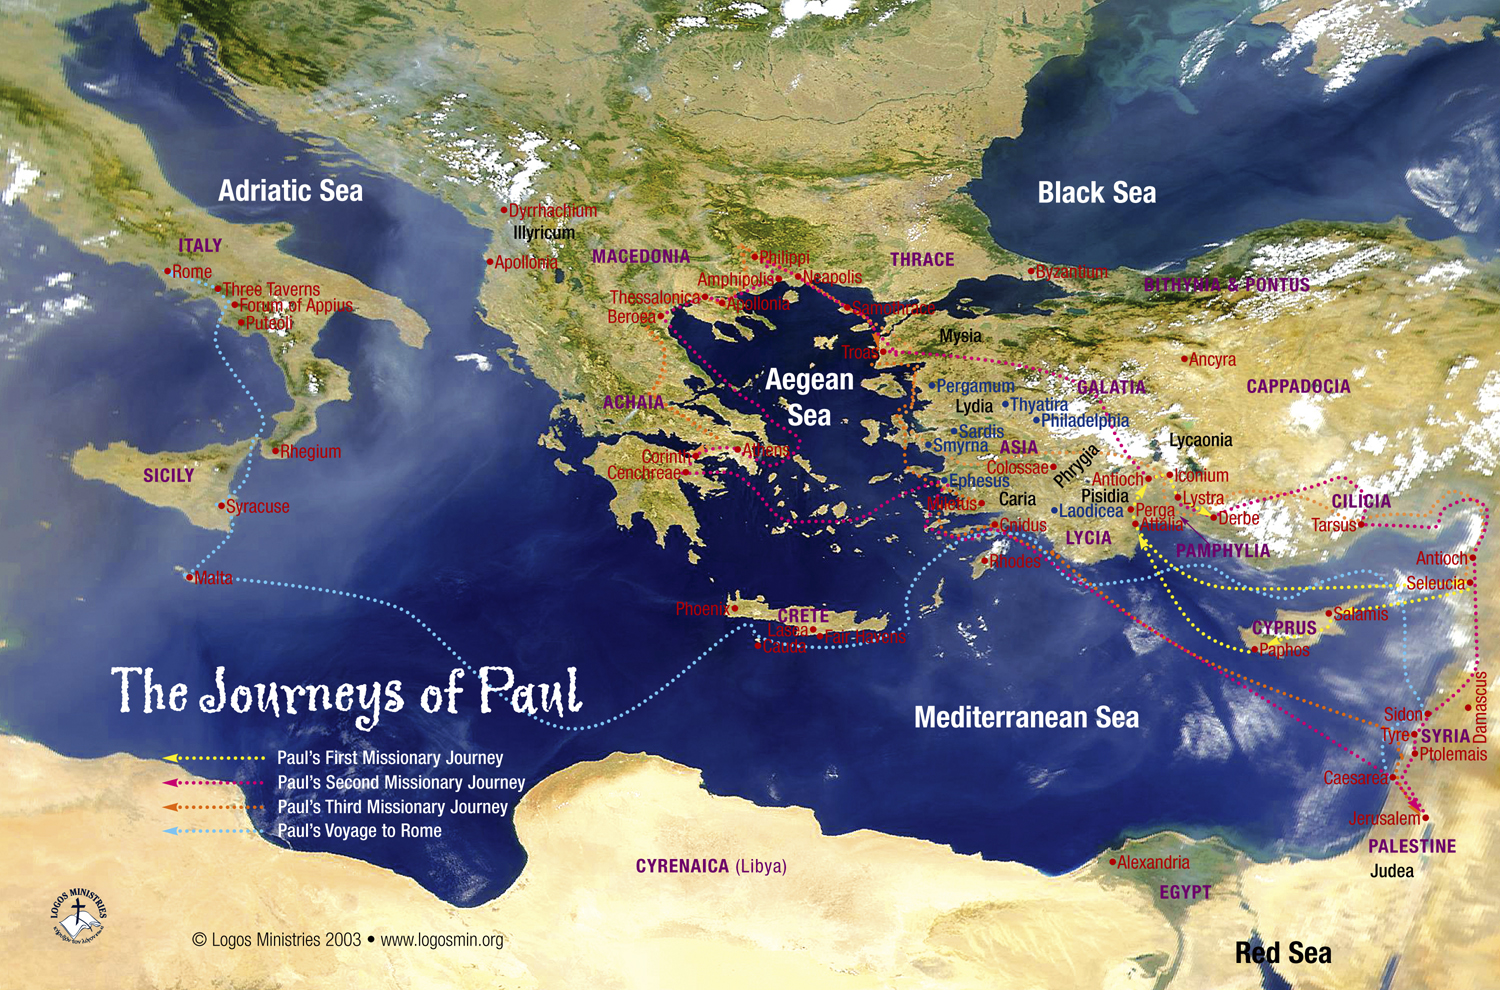 Adriatic Sea
Black Sea
Dyrrhachium
Illyricum
ITALY
Rome
Three Taverns
Forum of Appius
Puteoli
Apollonia
MACEDONIA
Philippi
THRACE
Byzantium
BITHYNIA & PONTUS
Amphipolis
Neapolis
Thessalonica
Apollonia
Samothrace
Beroea
Mysia
Troas
Ancyra
Aegean
Sea
Pergamum
GALATIA
CAPPADOCIA
ACHAIA
Lydia
Thyatira
Philadelphia
Sardis
Smyrna
ASIA
Lycaonia
Corinth
Athens
Cenchreae
Colossae
Phrygia
Antioch
Iconium
Rhegium
SICILY
Ephesus
Caria
Pisidia
Lystra
CILICIA
Syracuse
Miletus
Laodicea
Perga
Derbe
Cnidus
Attalia
Tarsus
LYCIA
PAMPHYLIA
Rhodes
Antioch
Malta
Seleucia
Phoenix
CRETE
Salamis
Lasea
Fair Havens
CYPRUS
Cauda
Paphos
The Journeys of Paul
Mediterranean Sea
Damascus
Sidon
Tyre
SYRIA
Ptolemais
Paul's First Missionary Journey
Paul's Second Missionary Journey
Paul's Third Missionary Journey
Paul's Voyage to Rome
Caesarea
Jerusalem
PALESTINE
Judea
CYRENAICA (Libya)
Alexandria
EGYPT
LOGOS MINISTRIES
© Logos Ministries 2003 • www.logosmin.org
Red Sea